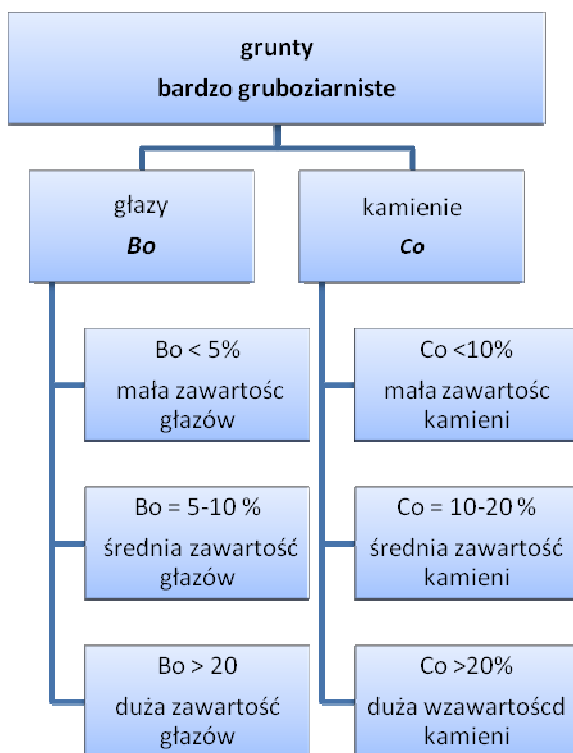 grunty
bardzo gruboziarniste
głazy
Bo
kamienie
Co
Bo < 5%
mała zawartośc
głazów
Co <10%
mała zawartośc
kamieni
Bo = 5-10 %
średnia zawartość
głazów
Co = 10-20 %
średnia zawartość
kamieni
Bo > 20
duża zawartość
głazów
Co >20%
duża wzawartoścd
kamieni